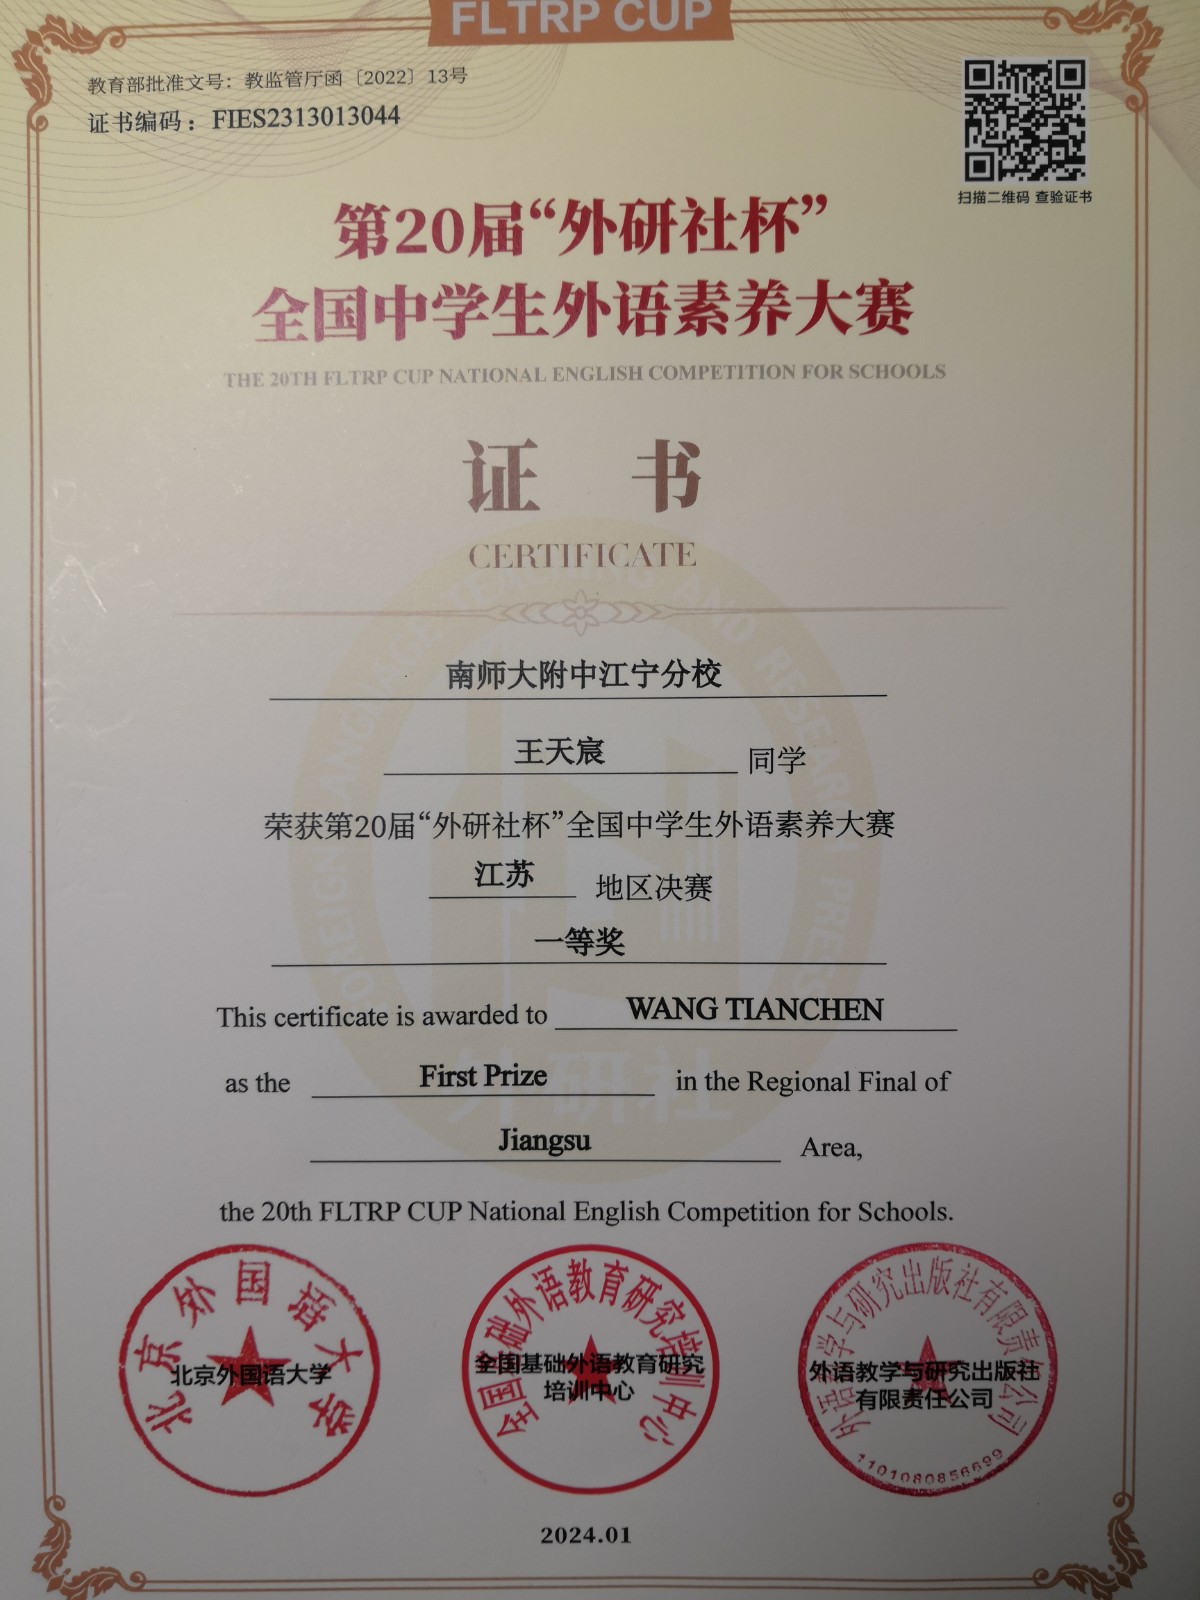 FLTRP CUP
教育部批准文号：教监管厅函〔2022〕13号
证书编码：FIES2313013044
扫描二维码 查验证书
第20届“外研社杯”
全国中学生外语素养大赛
THE 20TH FLTRP CUP NATIONAL ENGLISH COMPETITION FOR SCHOOLS
证 书
CERTIFICATE
南师大附中江宁分校
王天宸 同学
荣获第20届“外研社杯”全国中学生外语素养大赛
江苏 地区决赛
一等奖
This certificate is awarded to WANG TIANCHEN
as the First Prize in the Regional Final of
Jiangsu Area,
the 20th FLTRP CUP National English Competition for Schools.
外研社
北京外国语大学
北京外国语大学
全国基础外语教育研究培训中心
全国基础外语教育研究
培训中心
外语教学与研究出版社有限责任公司
外语教学与研究出版社
有限责任公司
1101080856699
2024.01